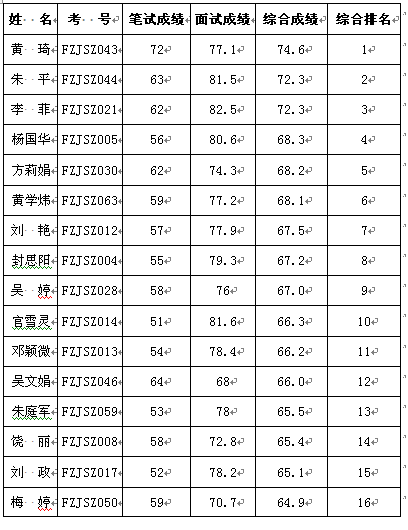 姓 名 考 号 笔试成绩 面试成绩 综合成绩 综合排名
黄 琦 FZJSZ043 72 77.1 74.6 1
朱 平 FZJSZ044 63 81.5 72.3 2
李 菲 FZJSZ021 62 82.5 72.3 3
杨国华 FZJSZ005 56 80.6 68.3 4
方莉娟 FZJSZ030 62 74.3 68.2 5
黄学炜 FZJSZ063 59 77.2 68.1 6
刘 艳 FZJSZ012 57 77.9 67.5 7
封思阳 FZJSZ004 55 79.3 67.2 8
吴 婷 FZJSZ028 58 76 67.0 9
官雪灵 FZJSZ014 51 81.6 66.3 10
邓颖微 FZJSZ013 54 78.4 66.2 11
吴文娟 FZJSZ046 64 68 66.0 12
朱庭军 FZJSZ059 53 78 65.5 13
饶 丽 FZJSZ008 58 72.8 65.4 14
刘 政 FZJSZ017 52 78.2 65.1 15
梅 婷 FZJSZ050 59 70.7 64.9 16